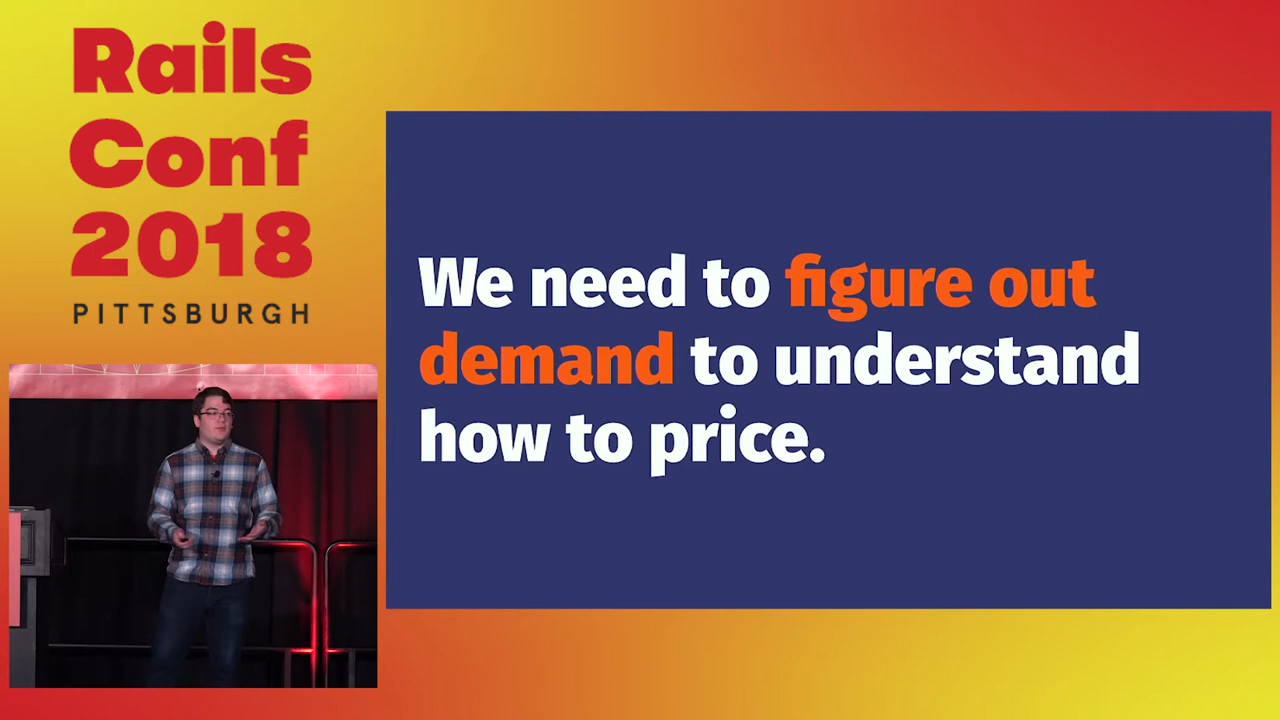 Rails
Conf
2018
PITTSBURGH
We need to figure out
demand to understand
how to price.